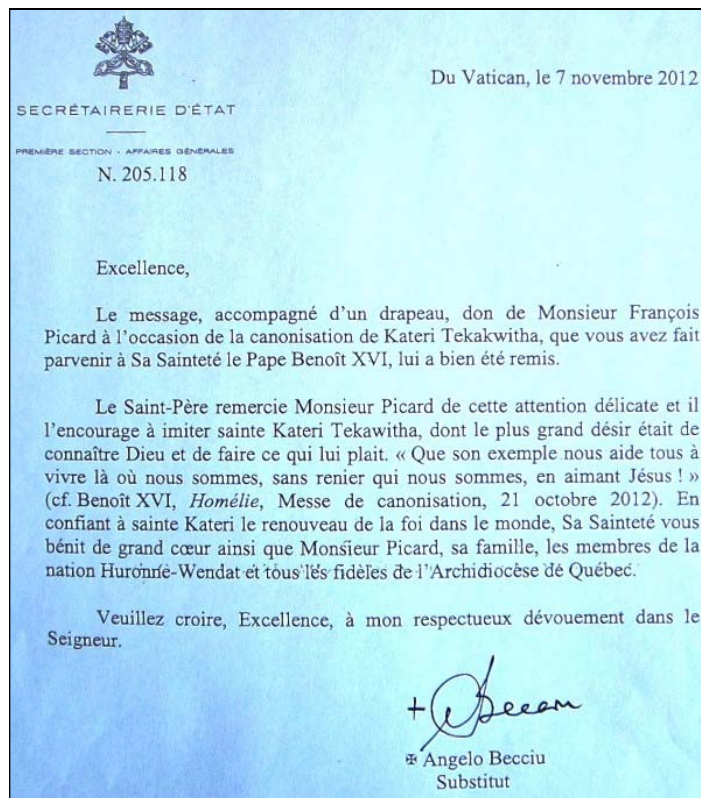 Du Vatican, le 7 novembre 2012
SECRÉTAIRERIE D'ÉTAT
PREMIÈRE SECTION - AFFAIRES GÉNÉRALES
N. 205.118
Excellence,
Le message, accompagné d'un drapeau, don de Monsieur François
Picard à l'occasion de la canonisation de Kateri Tekakwitha, que vous avez fait
parvenir à Sa Sainteté le Pape Benoît XVI, lui a bien été remis.
Le Saint-Père remercie Monsieur Picard de cette attention délicate et il
l'encourage à imiter sainte Kateri Tekawitha, dont le plus grand désir était de
connaître Dieu et de faire ce qui lui plait. « Que son exemple nous aide tous à
vivre là où nous sommes, sans renier qui nous sommes, en aimant Jésus ! »
(cf. Benoît XVI, Homélie, Messe de canonisation, 21 octobre 2012). En
confiant à sainte Kateri le renouveau de la foi dans le monde, Sa Sainteté vous
bénit de grand cœur ainsi que Monsieur Picard, sa famille, les membres de la
nation Huronne-Wendat et tous les fidèles de l'Archidiocèse de Québec.
Veuillez croire, Excellence, à mon respectueux dévouement dans le
Seigneur.
+ A Becciu
✠ Angelo Becciu
Substitut